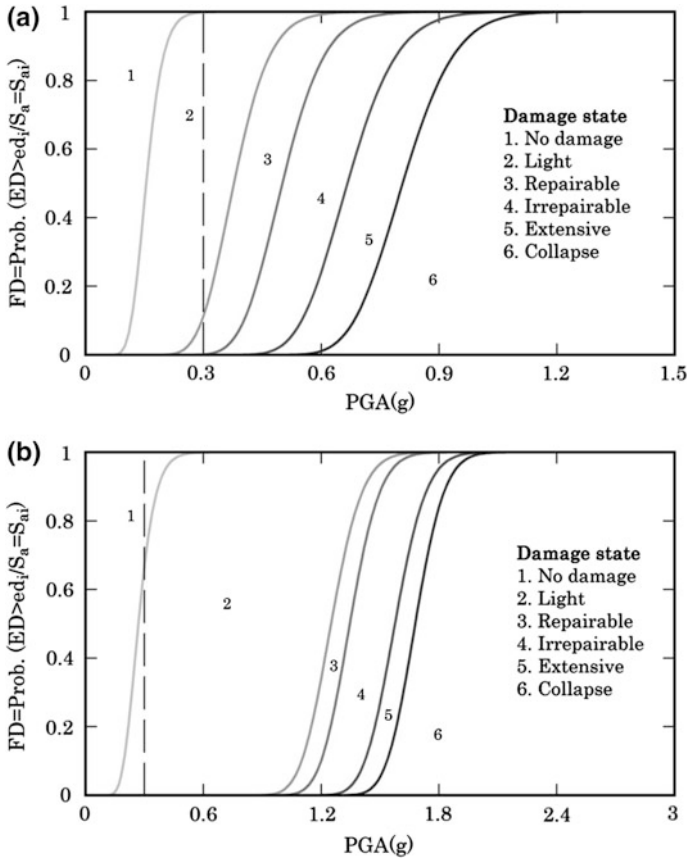 (a)
FD=Prob. (ED>edi/Sa=Sai)
1
0.8
0.6
0.4
0.2
0
1
2
3
4
5
6
Damage state
1. No damage
2. Light
3. Repairable
4. Irrepairable
5. Extensive
6. Collapse
0 0.3 0.6 0.9 1.2 1.5
PGA(g)
(b)
FD=Prob. (ED>edi/Sa=Sai)
1
0.8
0.6
0.4
0.2
0
1
2
3
4
5
6
Damage state
1. No damage
2. Light
3. Repairable
4. Irrepairable
5. Extensive
6. Collapse
0 0.6 1.2 1.8 2.4 3
PGA(g)